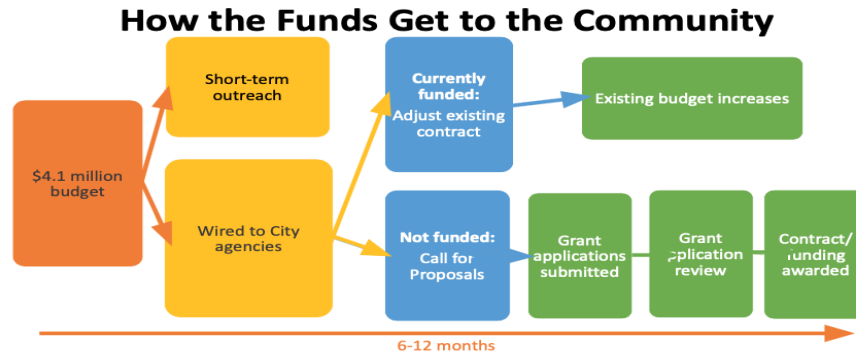 How the Funds Get to the Community
Short-term
outreach
Currently
funded:
Adjust existing
contract
Existing budget increases
$4.1 million
budget
Wired to City
agencies
Not funded:
Call for
Proposals
Grant
applications
submitted
Grant
application
review
Contract/
funding
awarded
6-12 months